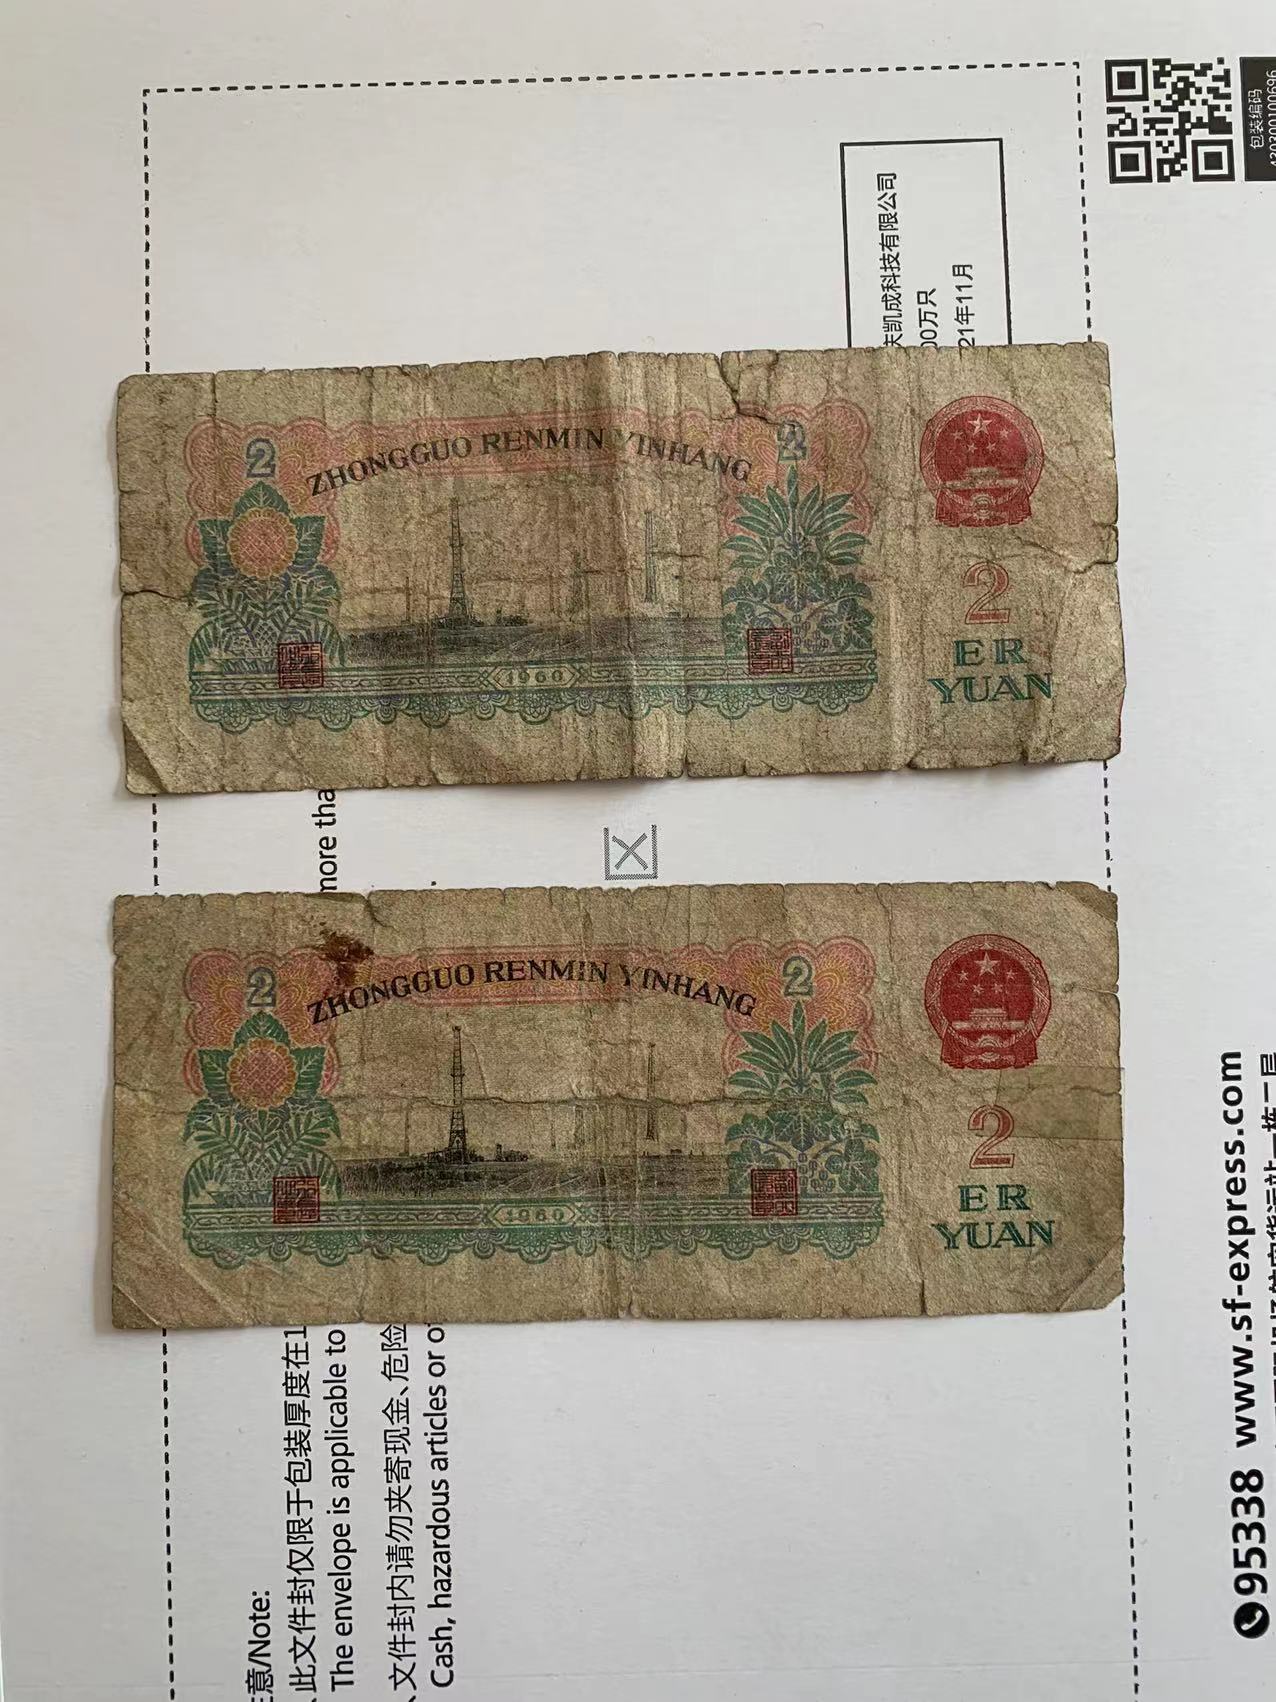 包装编码
430300100696
庆凯成科技有限公司
00万只
21年11月
2
ZHONGGUO RENMIN YINHANG
2
1960
2
ER
YUAN
more tha
2
ZHONGGUO RENMIN YINHANG
2
1960
2
ER
YUAN
注意/Note:
、此文件封仅限于包装厚度在1
The envelope is applicable to
、文件封内请勿夹寄现金、危险
Cash, hazardous articles or o
95338 www.sf-express.com